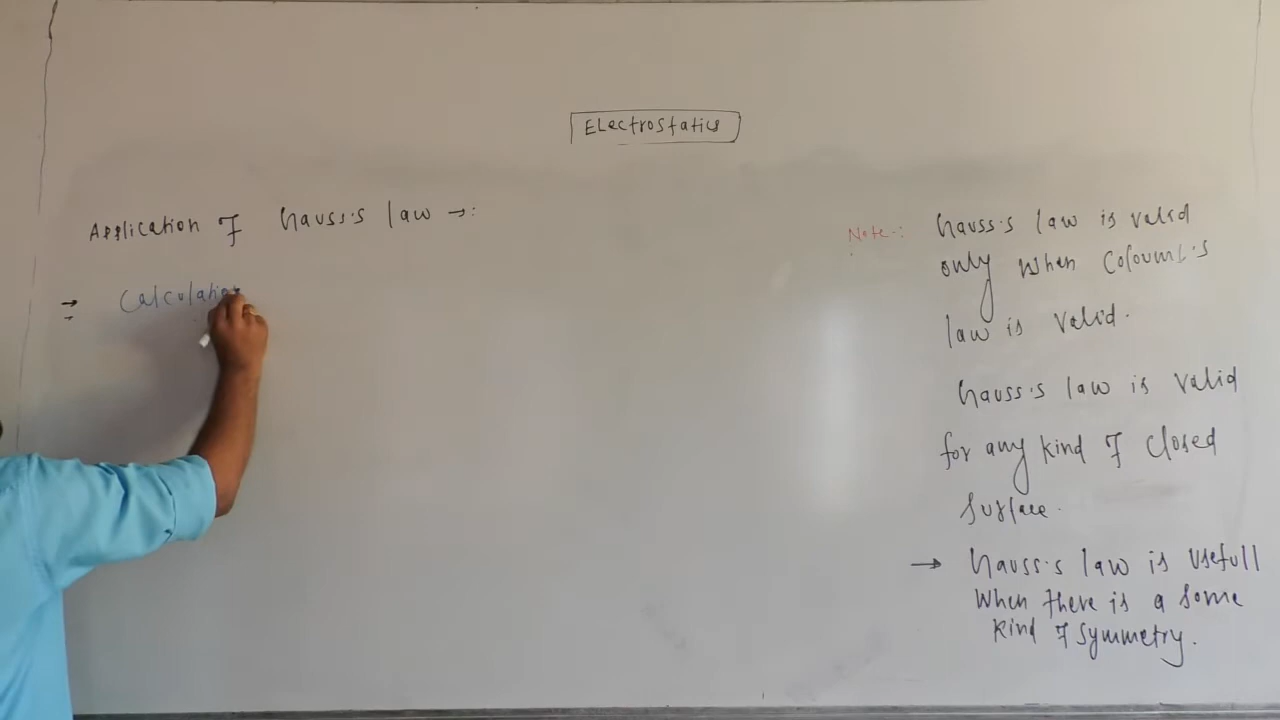 ELectrostatics
Application of Gauss's law →:
→ Calculation
Note-: Gauss's law is valid
only when Coloumb's
law is valid.
Gauss's law is valid
for any kind of closed
surface.
→ Gauss's law is usefull
When there is a some
kind of symmetry.